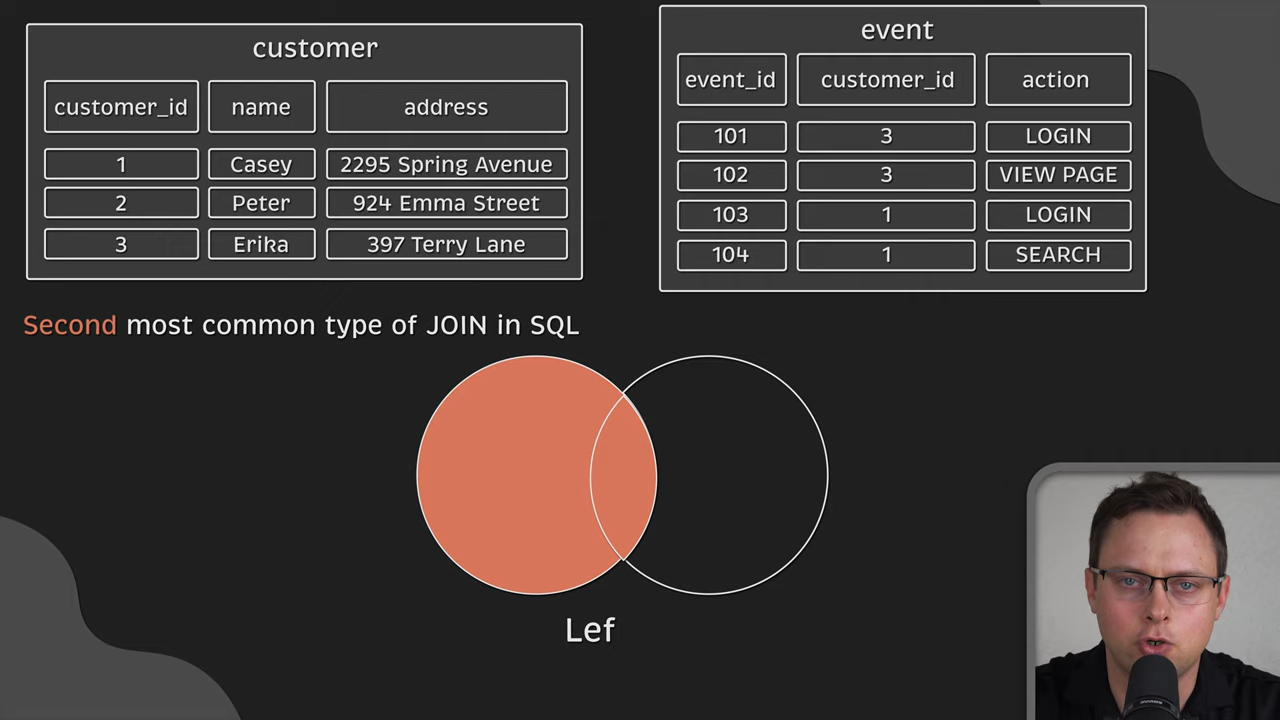 customer
customer_id name address
1 Casey 2295 Spring Avenue
2 Peter 924 Emma Street
3 Erika 397 Terry Lane
event
event_id customer_id action
101 3 LOGIN
102 3 VIEW PAGE
103 1 LOGIN
104 1 SEARCH
Second most common type of JOIN in SQL
Lef